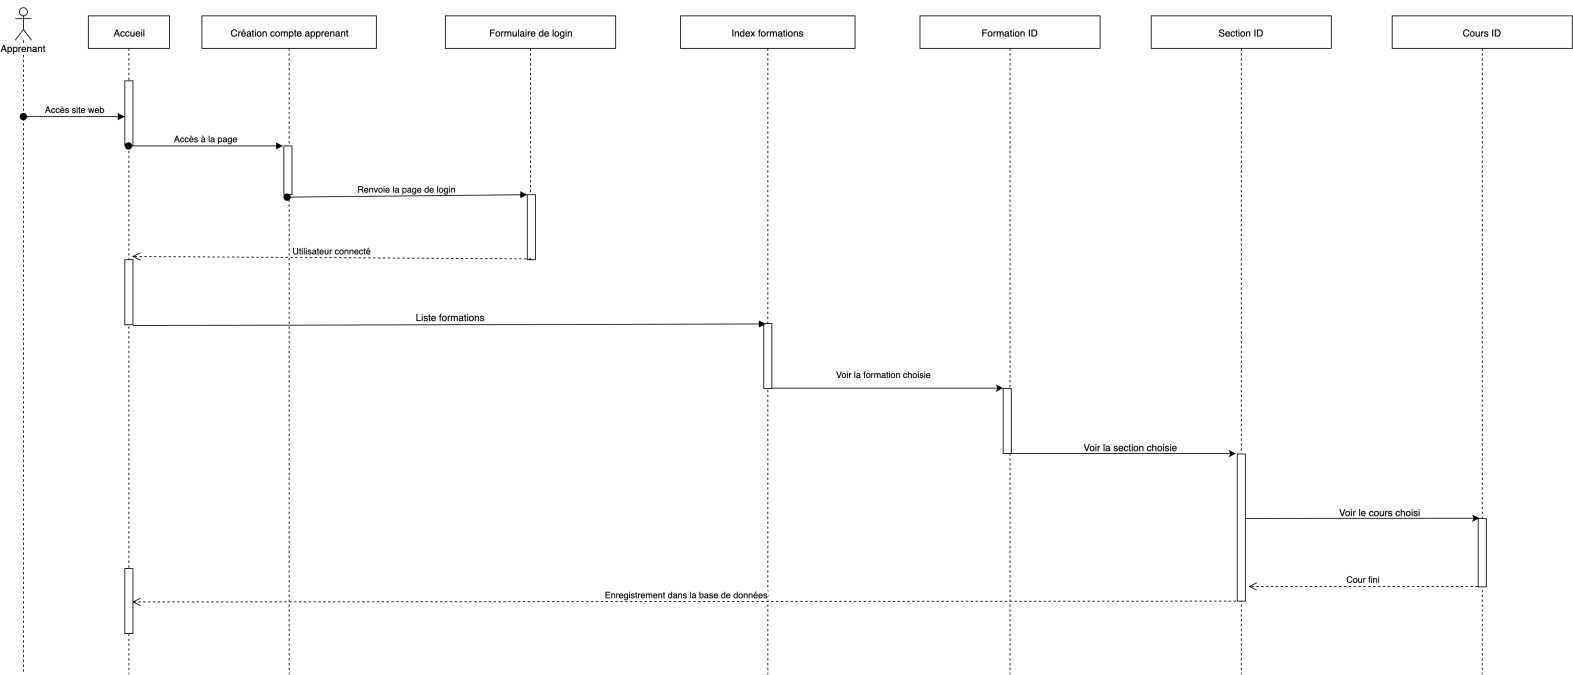 Apprenant
Accueil
Création compte apprenant
Formulaire de login
Index formations
Formation ID
Section ID
Cours ID
Accès site web
Accès à la page
Renvoie la page de login
Utilisateur connecté
Liste formations
Voir la formation choisie
Voir la section choisie
Voir le cours choisi
Cour fini
Enregistrement dans la base de données